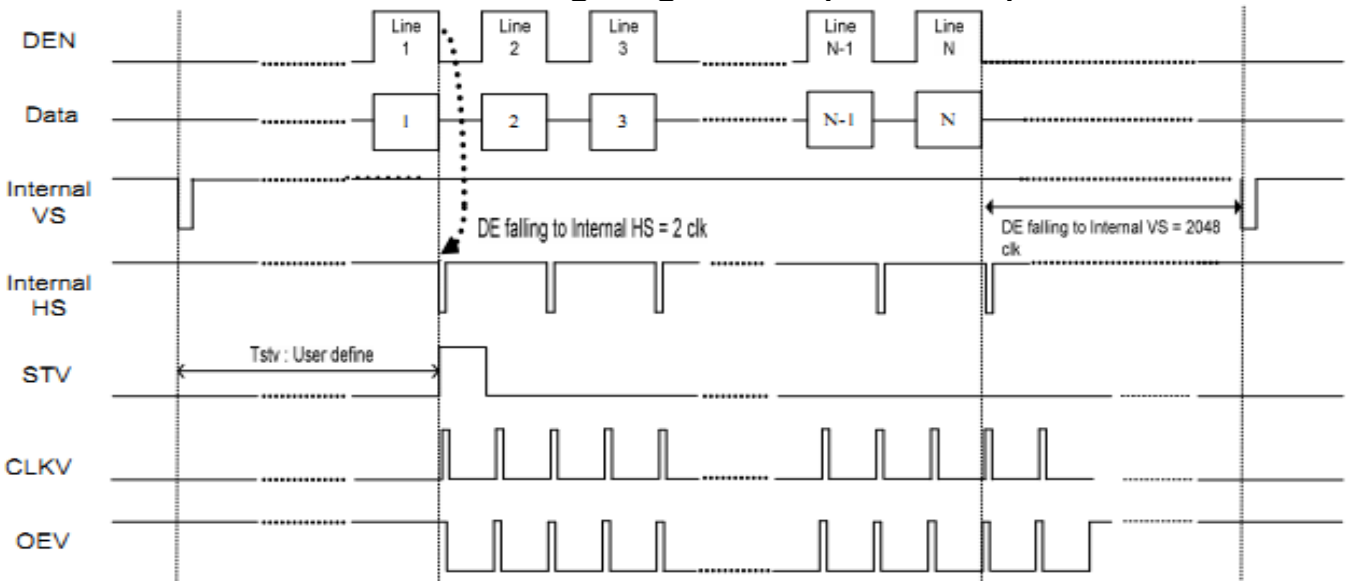 DEN
Line
1
Line
2
Line
3
Line
N-1
Line
N
Data
1
2
3
N-1
N
Internal
VS
DE falling to Internal HS = 2 clk
DE falling to Internal VS = 2048
clk
Internal
HS
Tstv : User define
STV
CLKV
OEV